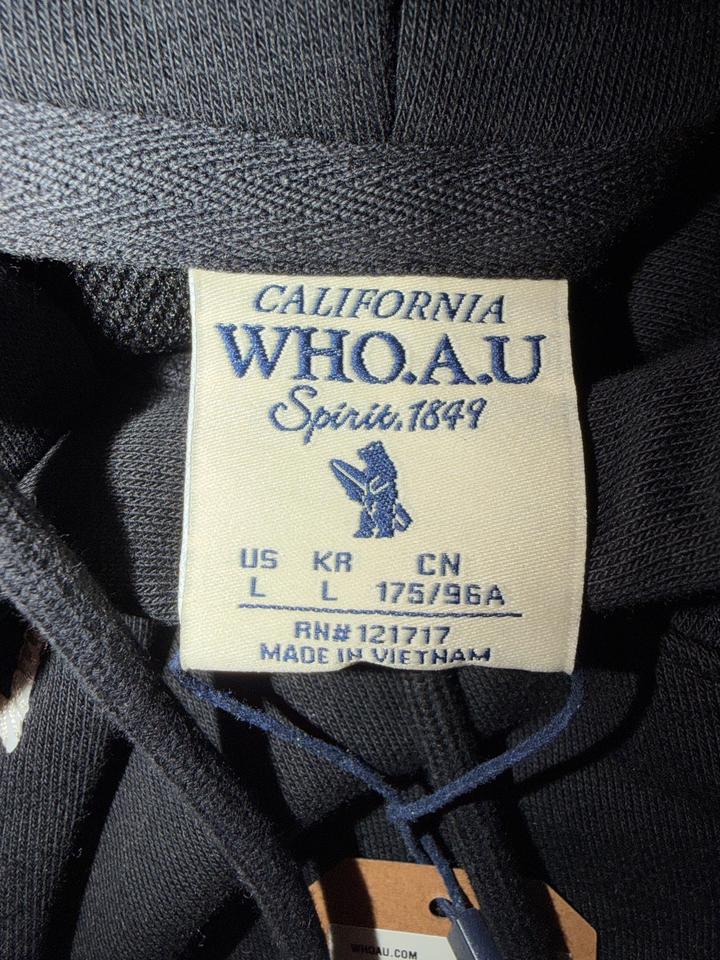 CALIFORNIA
WHO.A.U
Spirit.1849
US KR CN
L L 175/96A
RN#121717
MADE IN VIETNAM
WHOAU.COM